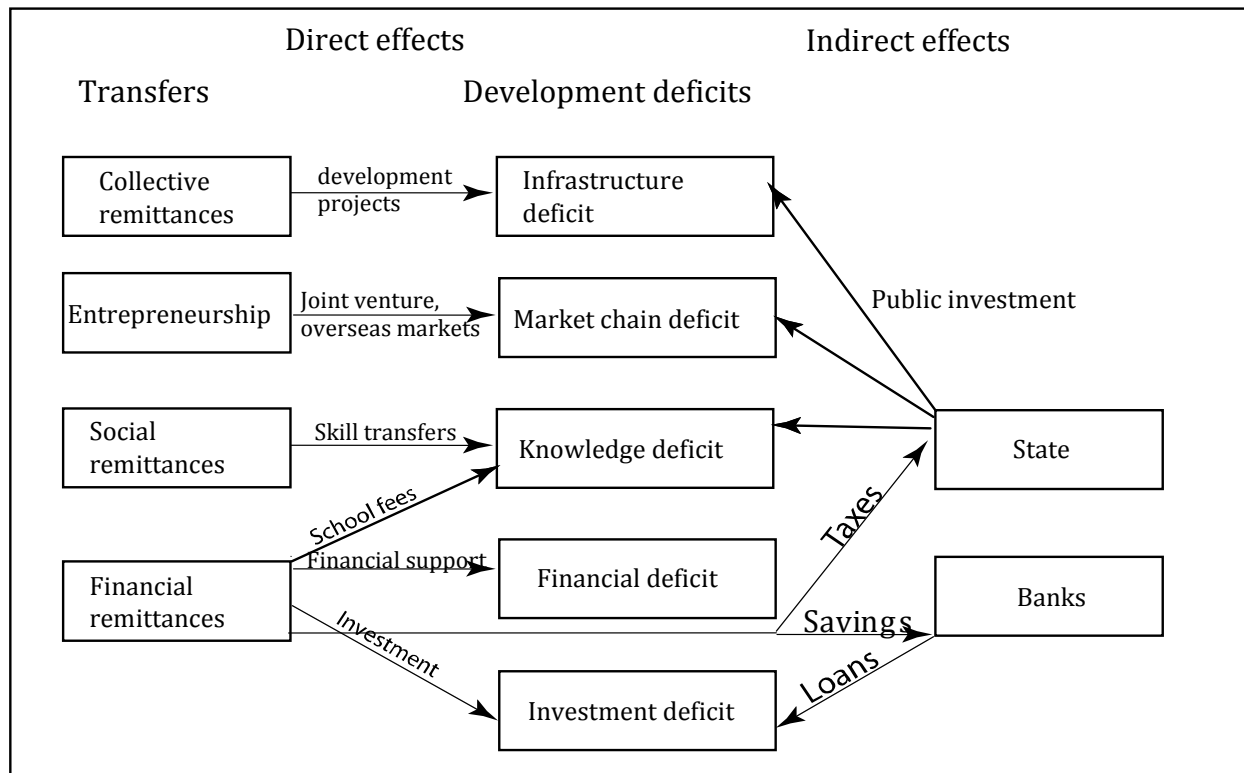 Direct effects
Indirect effects
Transfers
Development deficits
Collective
remittances
development
projects
Infrastructure
deficit
Entrepreneurship
Joint venture,
overseas markets
Market chain deficit
Public investment
Social
remittances
Skill transfers
Knowledge deficit
State
School fees
Taxes
Financial
remittances
Financial support
Financial deficit
Banks
Savings
Investment
Loans
Investment deficit